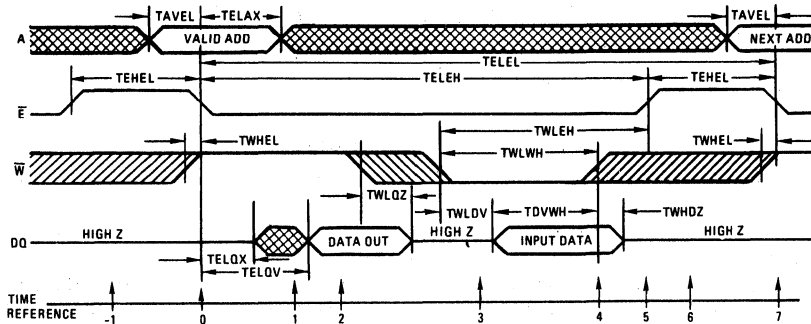 TAVEL TELAX TAVEL
A VALID ADD NEXT ADD
TELEL
TEHEL TELEH TEHEL
E
TWHEL TWLEH TWHEL
W TWLWH
TWLQZ TWLDV TDVWH TWHDZ
DQ HIGH Z DATA OUT HIGH Z INPUT DATA HIGH Z
TELQX
TELQV
TIME
REFERENCE
-1 0 1 2 3 4 5 6 7